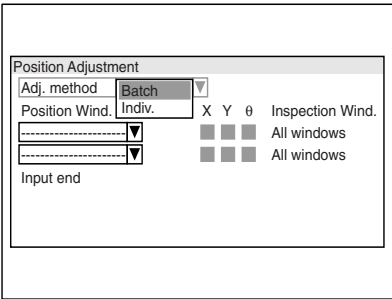 Position Adjustment
Adj. method Batch
Indiv.
Position Wind. X Y θ Inspection Wind.
---------------------- All windows
---------------------- All windows
Input end